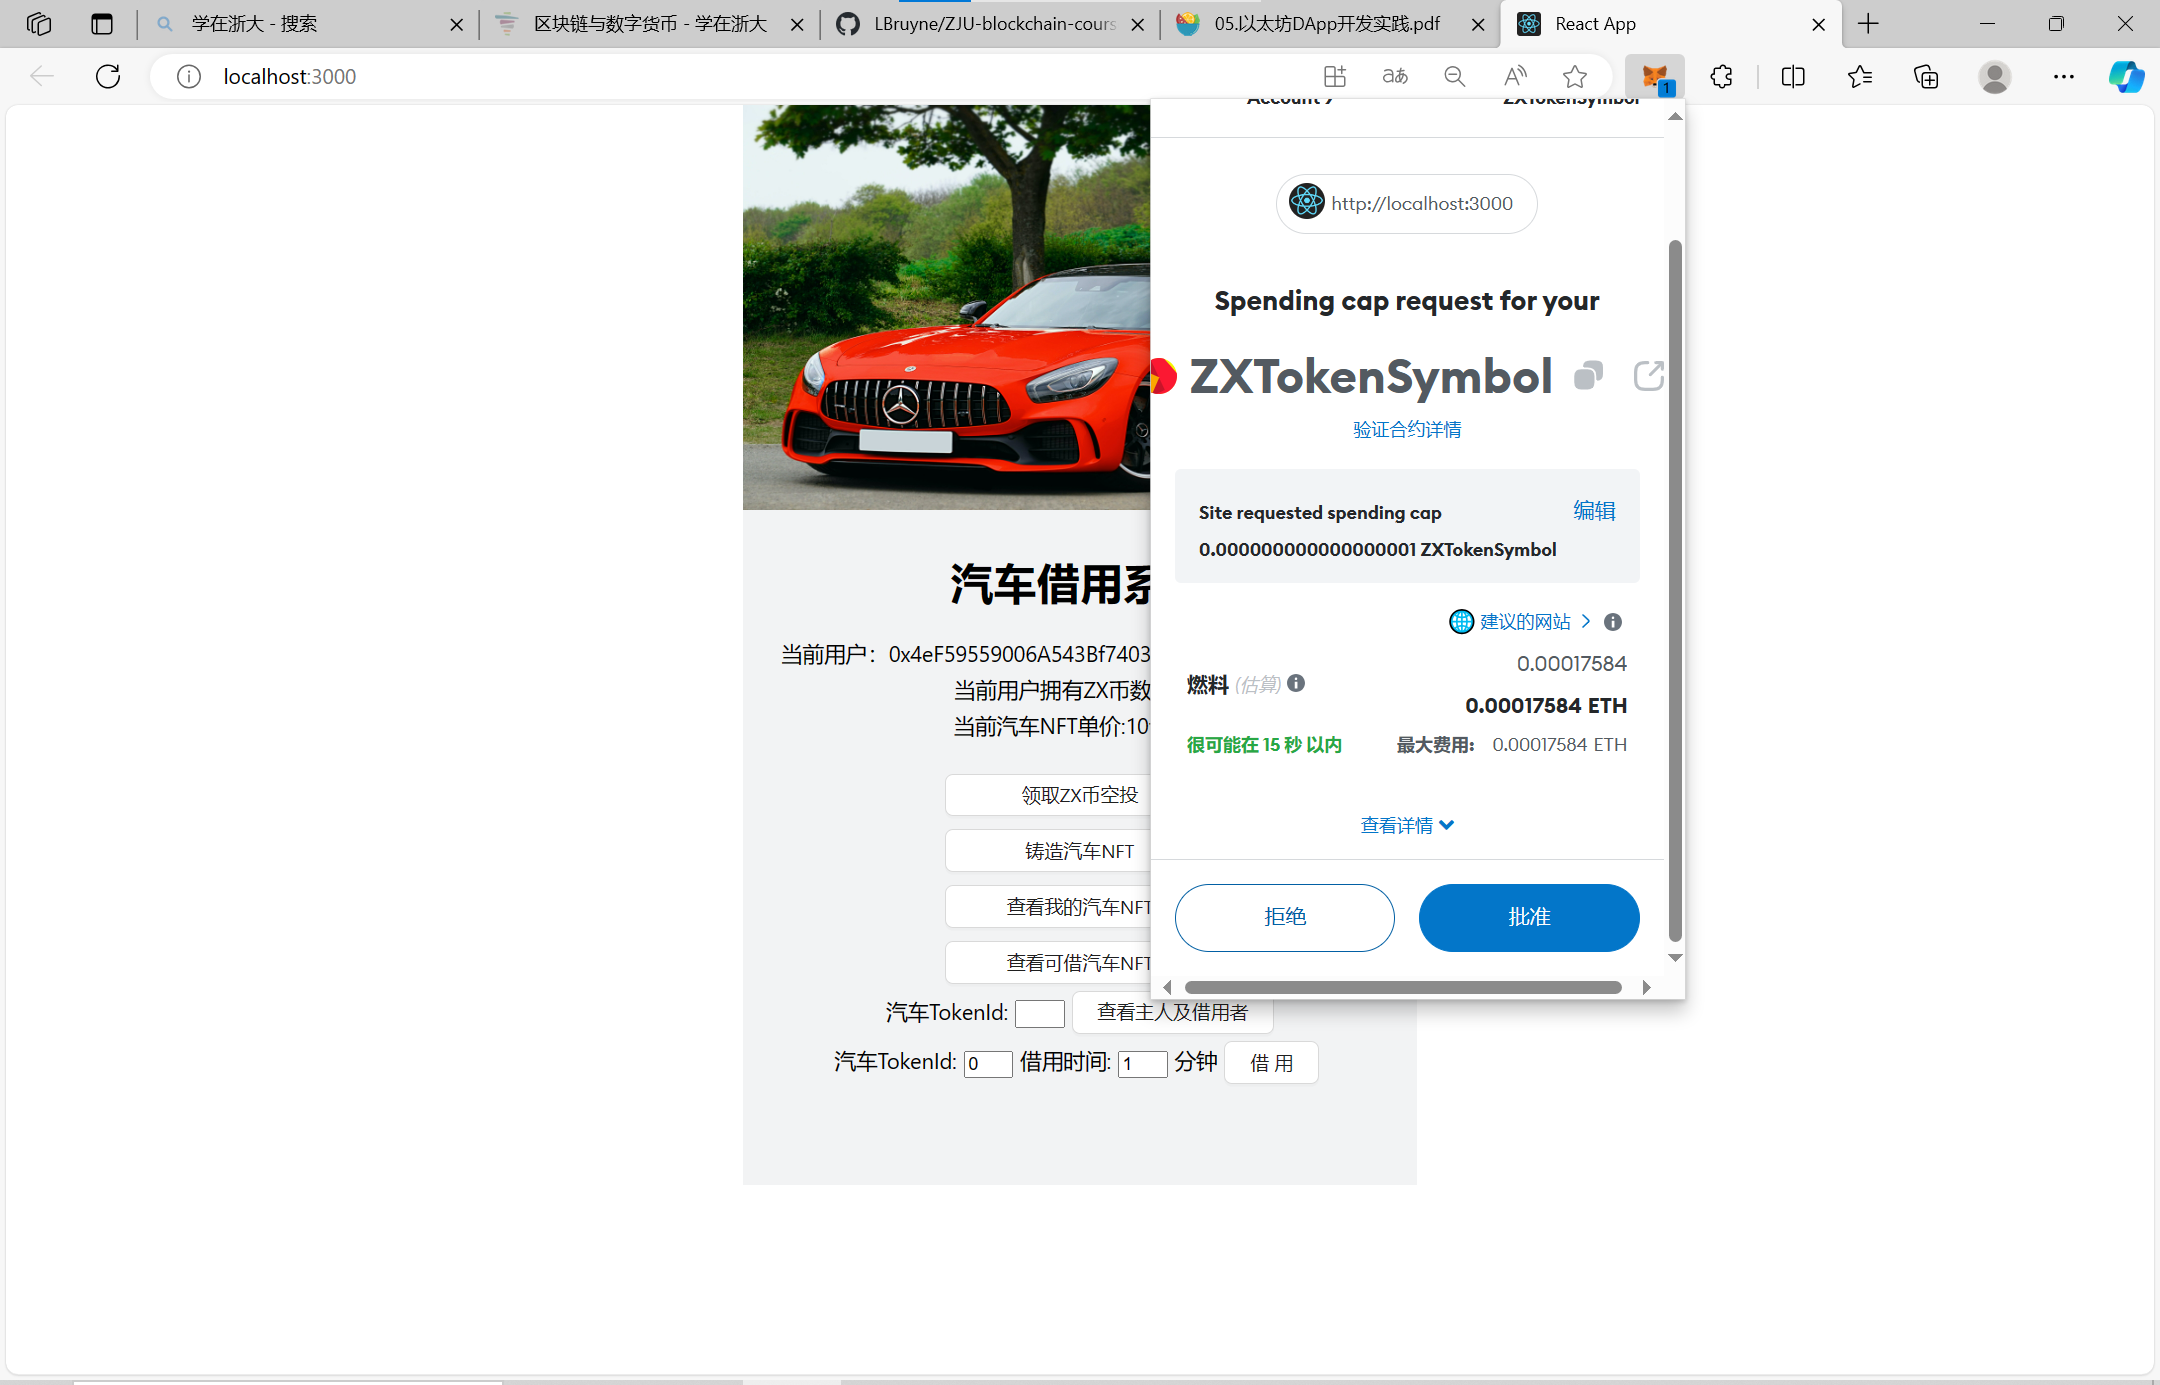 学在浙大 - 搜索
区块链与数字货币 - 学在浙大
LBruyne/ZJU-blockchain-cours
05.以太坊DApp开发实践.pdf
React App
localhost:3000
aあ
A
1
ZXTokenSymbol
http://localhost:3000
Spending cap request for your
ZXTokenSymbol
验证合约详情
Site requested spending cap
编辑
0.000000000000000001 ZXTokenSymbol
建议的网站
0.00017584
燃料 (估算)
0.00017584 ETH
很可能在 15 秒 以内
最大费用: 0.00017584 ETH
查看详情
拒绝
批准
汽车借用系
当前用户：0x4eF59559006A543Bf7403
当前用户拥有ZX币数
当前汽车NFT单价:10
领取ZX币空投
铸造汽车NFT
查看我的汽车NFT
查看可借汽车NFT
汽车TokenId:
查看主人及借用者
汽车TokenId: 0 借用时间: 1 分钟 借 用